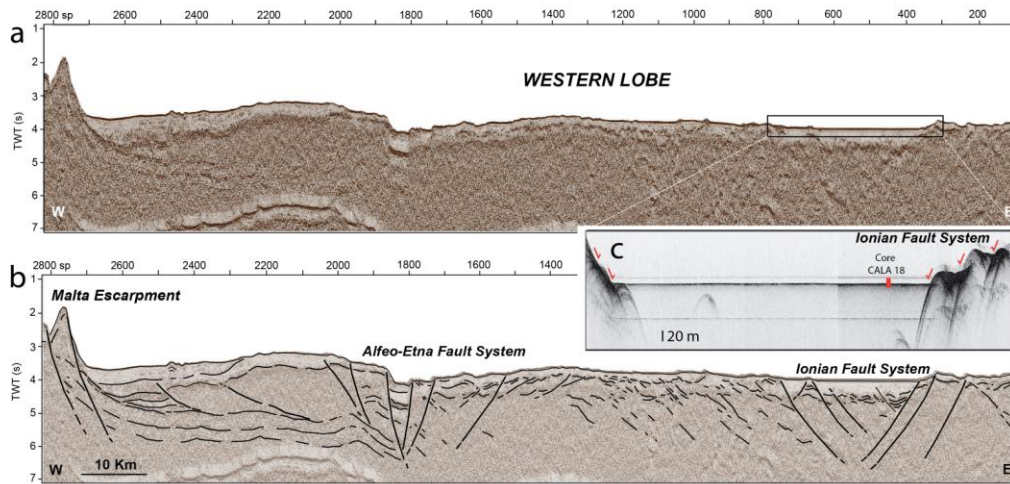 2800 sp 2600 2400 2200 2000 1800 1600 1400 1200 1000 800 600 400 200
a
1
2
3
4
5
6
7
TWT (s)
WESTERN LOBE
W
E
2800 sp 2600 2400 2200 2000 1800 1600 1400
b
1
2
3
4
5
6
7
TWT (s)
Malta Escarpment
Alfeo-Etna Fault System
Ionian Fault System
W
10 Km
E
C
Ionian Fault System
Core
CALA 18
20 m